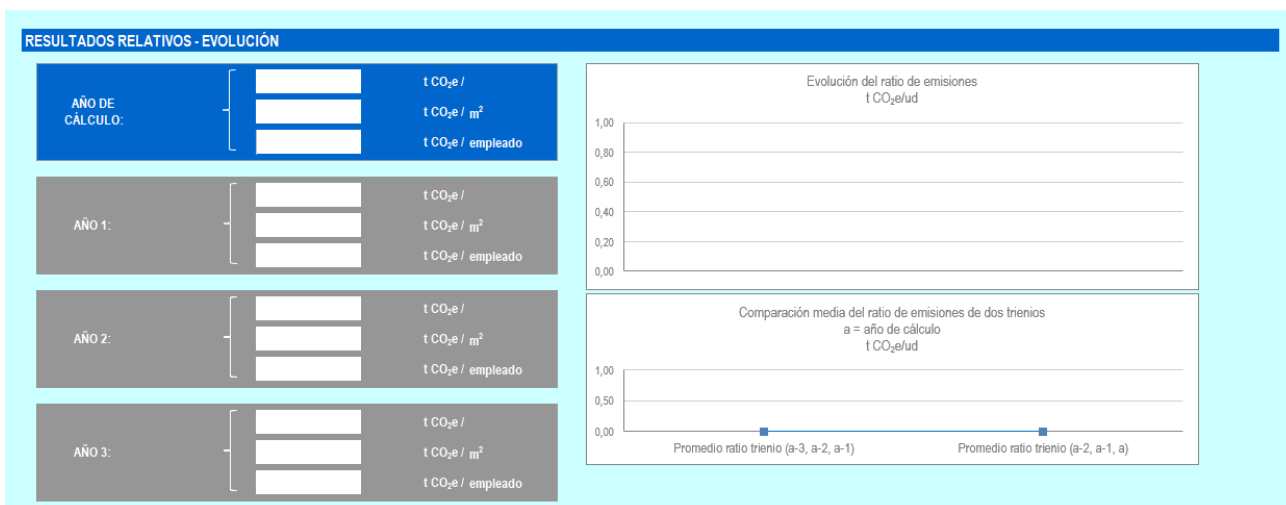 RESULTADOS RELATIVOS - EVOLUCIÓN
AÑO DE
CÁLCULO:
t CO₂e /
t CO₂e / m²
t CO₂e / empleado
AÑO 1:
t CO₂e /
t CO₂e / m²
t CO₂e / empleado
AÑO 2:
t CO₂e /
t CO₂e / m²
t CO₂e / empleado
AÑO 3:
t CO₂e /
t CO₂e / m²
t CO₂e / empleado
Evolución del ratio de emisiones
t CO₂e/ud
1,00
0,80
0,60
0,40
0,20
0,00
Comparación media del ratio de emisiones de dos trienios
a = año de cálculo
t CO₂e/ud
1,00
0,50
0,00
Promedio ratio trienio (a-3, a-2, a-1)
Promedio ratio trienio (a-2, a-1, a)